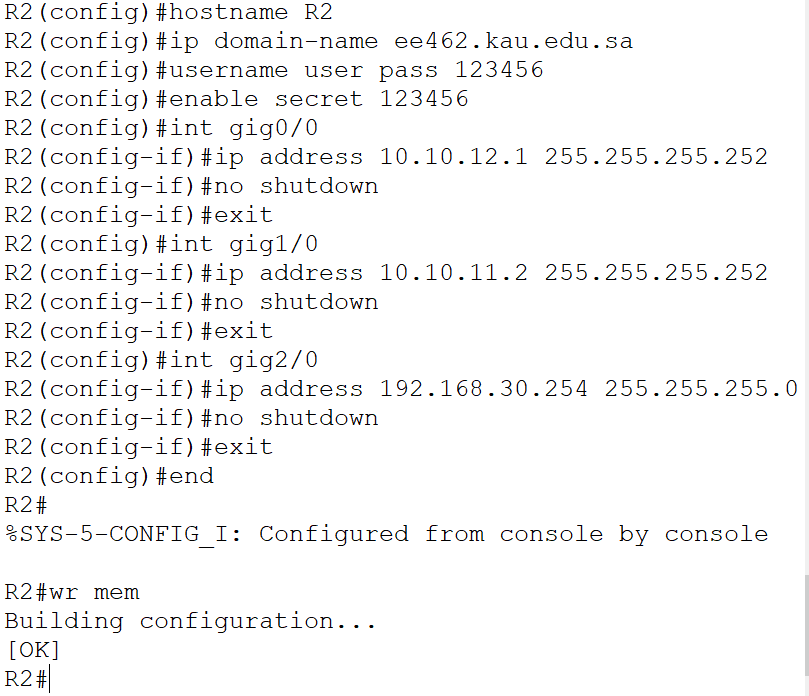 R2(config)#hostname R2
R2(config)#ip domain-name ee462.kau.edu.sa
R2(config)#username user pass 123456
R2(config)#enable secret 123456
R2(config)#int gig0/0
R2(config-if)#ip address 10.10.12.1 255.255.255.252
R2(config-if)#no shutdown
R2(config-if)#exit
R2(config)#int gig1/0
R2(config-if)#ip address 10.10.11.2 255.255.255.252
R2(config-if)#no shutdown
R2(config-if)#exit
R2(config)#int gig2/0
R2(config-if)#ip address 192.168.30.254 255.255.255.0
R2(config-if)#no shutdown
R2(config-if)#exit
R2(config)#end
R2#
%SYS-5-CONFIG_I: Configured from console by console
R2#wr mem
Building configuration...
[OK]
R2#